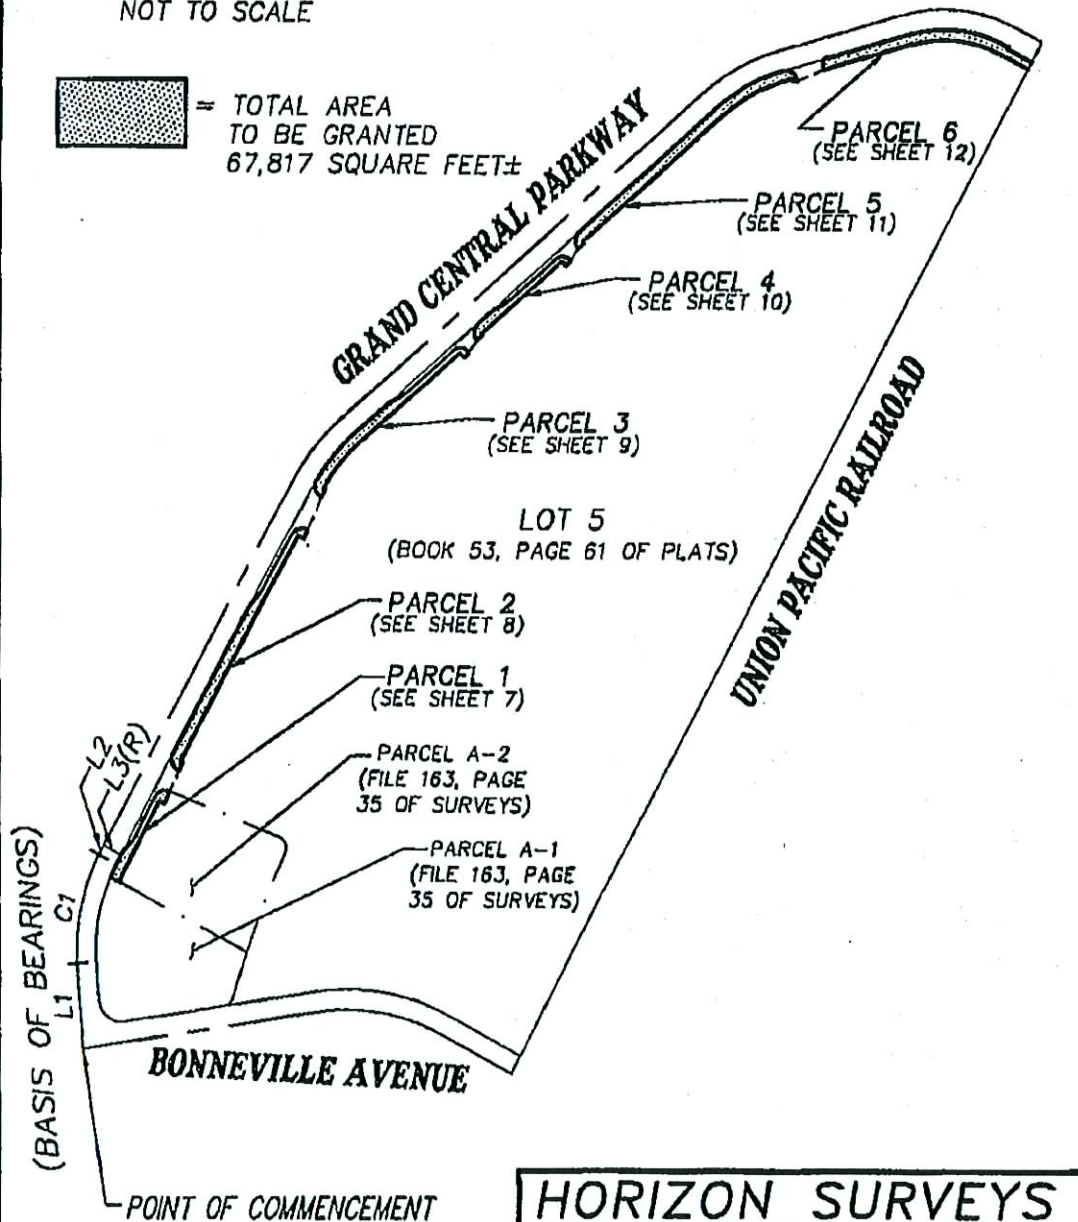 NOT TO SCALE
= TOTAL AREA
TO BE GRANTED
67,817 SQUARE FEET±
GRAND CENTRAL PARKWAY
PARCEL 6
(SEE SHEET 12)
PARCEL 5
(SEE SHEET 11)
PARCEL 4
(SEE SHEET 10)
PARCEL 3
(SEE SHEET 9)
LOT 5
(BOOK 53, PAGE 61 OF PLATS)
UNION PACIFIC RAILROAD
PARCEL 2
(SEE SHEET 8)
PARCEL 1
(SEE SHEET 7)
L2
L3(R)
PARCEL A-2
(FILE 163, PAGE
35 OF SURVEYS)
PARCEL A-1
(FILE 163, PAGE
35 OF SURVEYS)
(BASIS OF BEARINGS)
L1
C1
BONNEVILLE AVENUE
POINT OF COMMENCEMENT
HORIZON SURVEYS